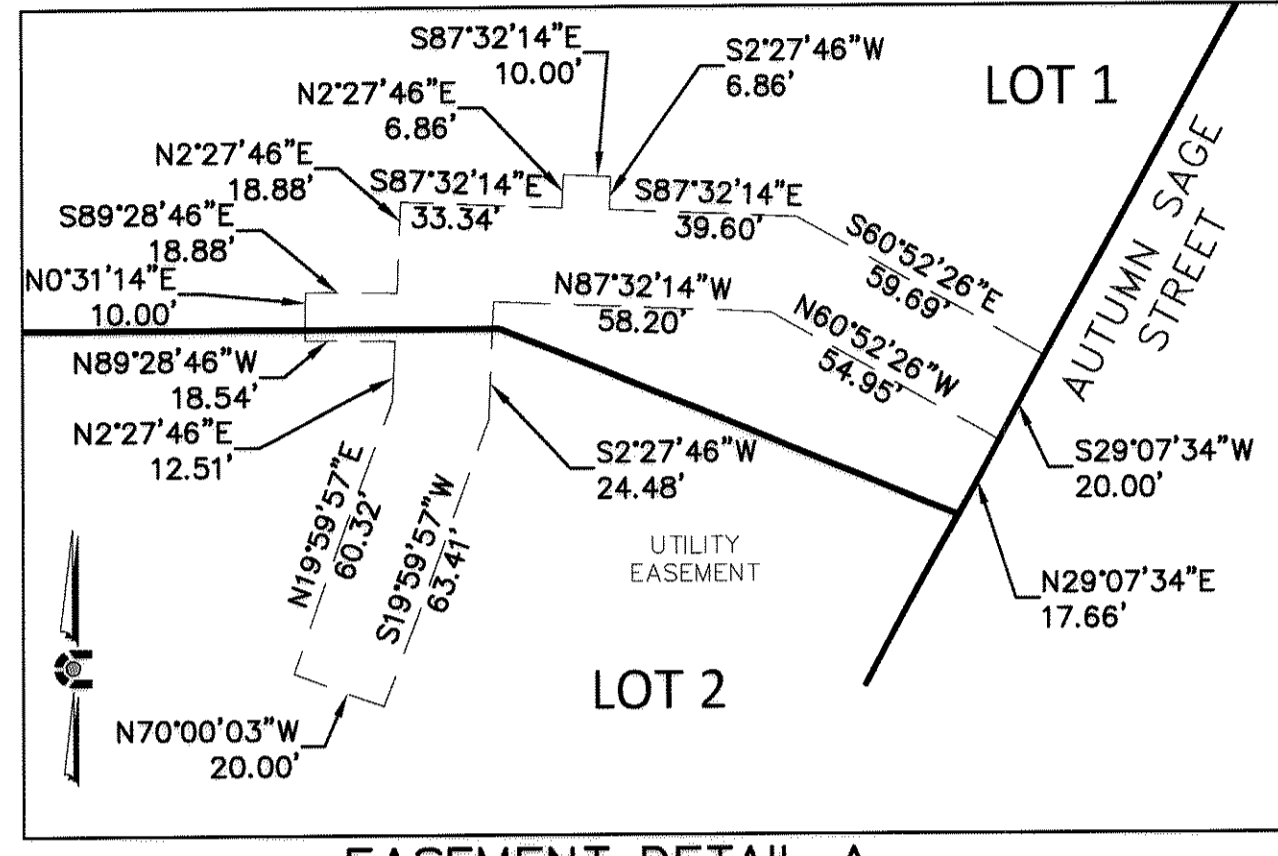 S87°32'14"E
10.00'
S2°27'46"W
6.86'
LOT 1
N2°27'46"E
6.86'
N2°27'46"E
18.88'
S87°32'14"E
33.34'
S87°32'14"E
39.60'
S89°28'46"E
18.88'
S60°52'26"E
59.69'
AUTUMN SAGE
STREET
N0°31'14"E
10.00'
N87°32'14"W
58.20'
N60°52'26"W
54.95'
N89°28'46"W
18.54'
N2°27'46"E
12.51'
S2°27'46"W
24.48'
S29°07'34"W
20.00'
N19°59'57"E
60.32'
S19°59'57"W
63.41'
UTILITY
EASEMENT
N29°07'34"E
17.66'
LOT 2
N70°00'03"W
20.00'
EASEMENT DETAIL A